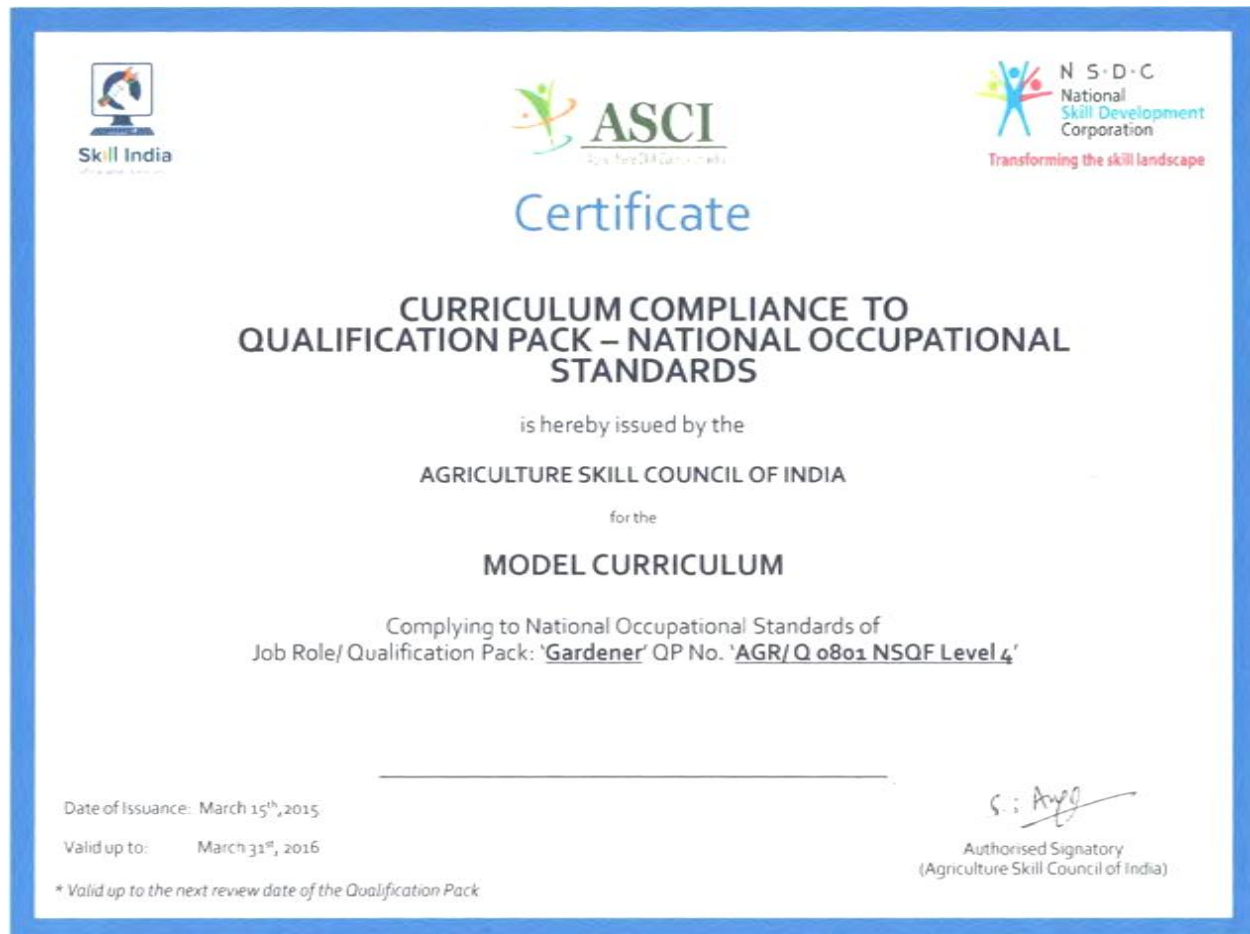 Skill India
ASCI
N S·D·C
National
Skill Development
Corporation
Transforming the skill landscape
Certificate
CURRICULUM COMPLIANCE TO
QUALIFICATION PACK – NATIONAL OCCUPATIONAL
STANDARDS
is hereby issued by the
AGRICULTURE SKILL COUNCIL OF INDIA
for the
MODEL CURRICULUM
Complying to National Occupational Standards of
Job Role/ Qualification Pack: ‘Gardener’ QP No. ‘AGR/ Q 0801 NSQF Level 4’
Date of Issuance: March 15th, 2015
Valid up to: March 31st, 2016
* Valid up to the next review date of the Qualification Pack
Authorised Signatory
(Agriculture Skill Council of India)